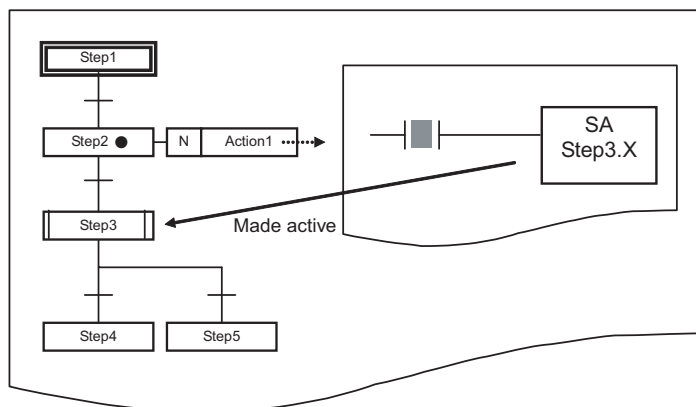 Step1
Step2
N
Action1
SA
Step3.X
Step3
Made active
Step4
Step5